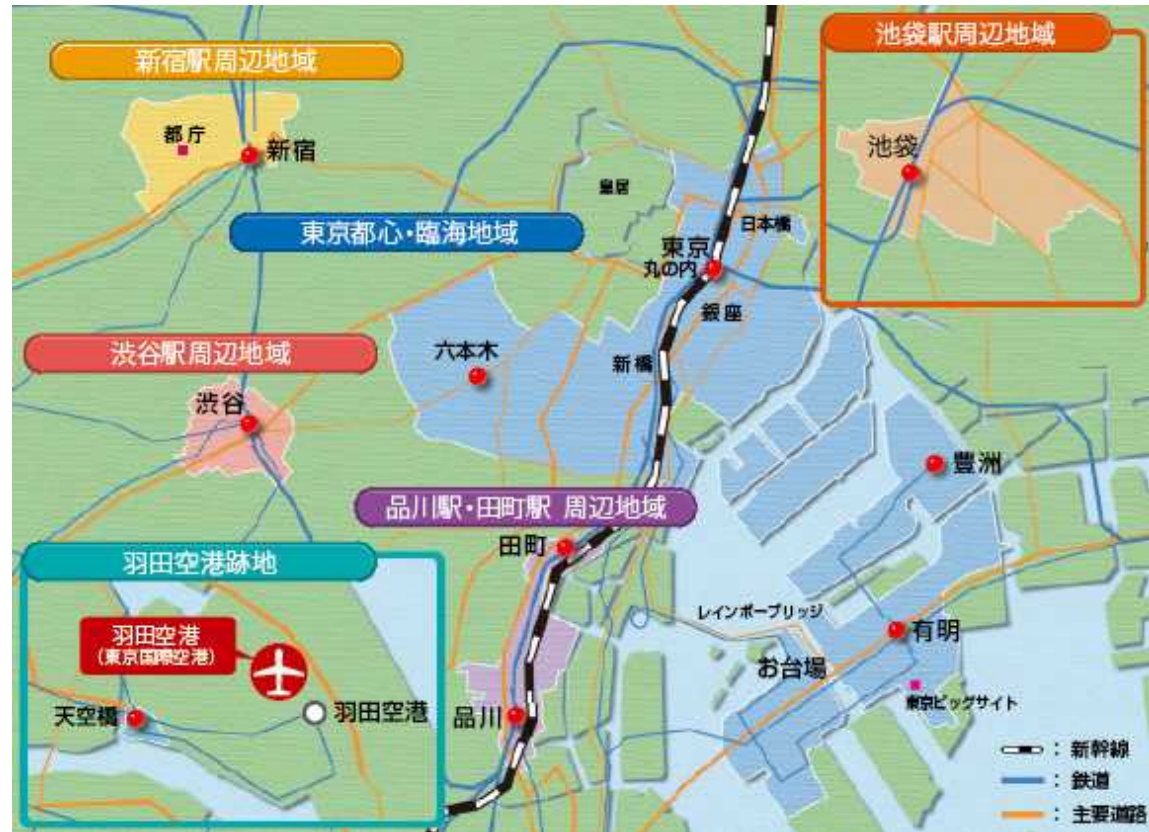 新宿駅周辺地域
池袋駅周辺地域
都庁
新宿
池袋
皇居
東京都心・臨海地域
日本橋
東京
丸の内
銀座
渋谷駅周辺地域
六本木
新橋
渋谷
豊洲
品川駅・田町駅 周辺地域
田町
羽田空港跡地
レインボーブリッジ
羽田空港
(東京国際空港)
有明
お台場
東京ビッグサイト
天空橋
羽田空港
品川
：新幹線
：鉄道
：主要道路